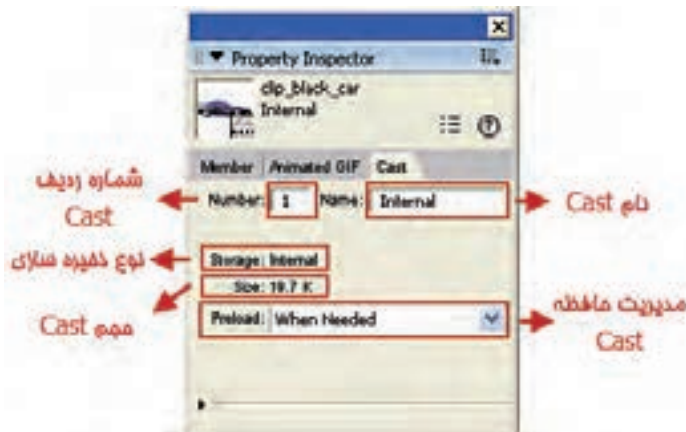 Property Inspector
clip_black_car
Internal
Member Animated GIF Cast
Number: 1 Name: Internal
Storage: Internal
Size: 19.7 K
Preload: When Needed
شماره ردیف
Cast
نوع ذخیره سازی
حجم Cast
نام Cast
مدیریت حافظه
Cast